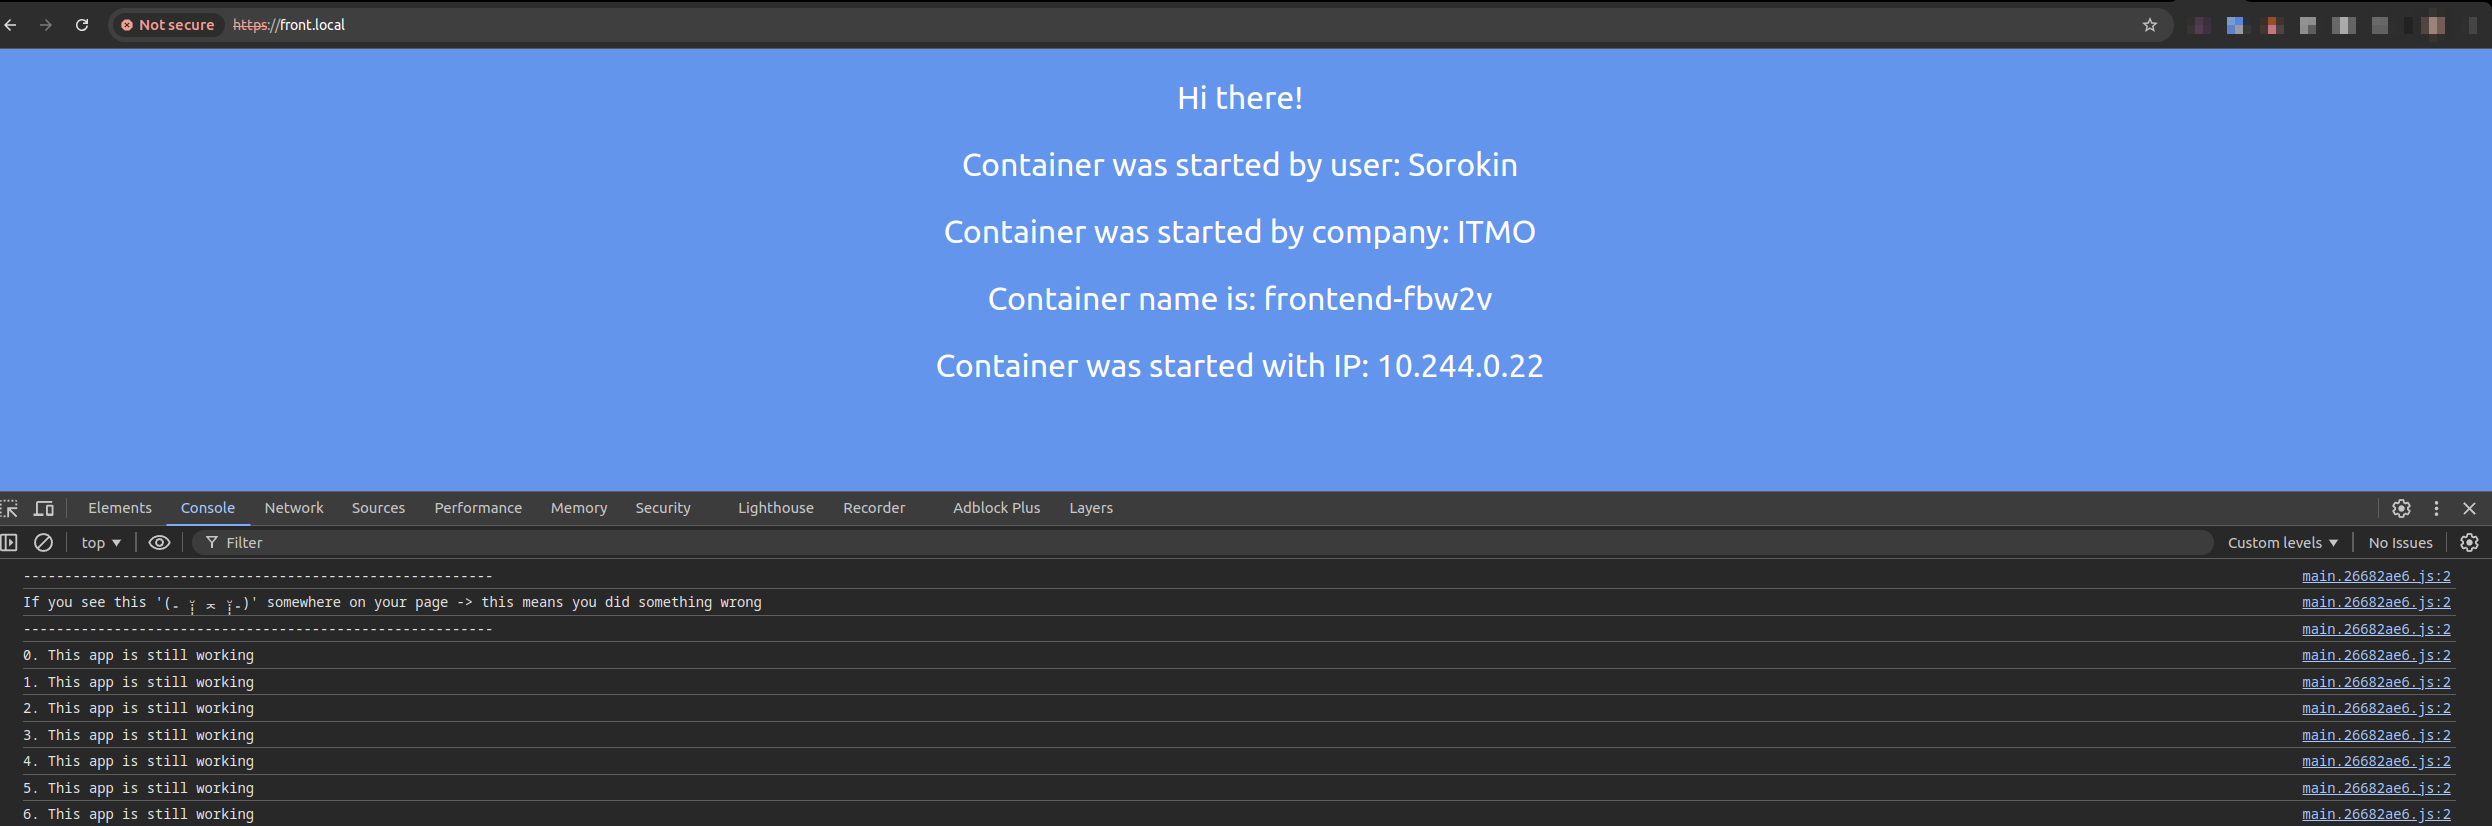 Not secure https://front.local
Hi there!
Container was started by user: Sorokin
Container was started by company: ITMO
Container name is: frontend-fbw2v
Container was started with IP: 10.244.0.22
Elements Console Network Sources Performance Memory Security Lighthouse Recorder Adblock Plus Layers
top Filter Custom levels No Issues
--------------------------------------------------------- main.26682ae6.js:2
If you see this somewhere on your page -> this means you did something wrong main.26682ae6.js:2
--------------------------------------------------------- main.26682ae6.js:2
0. This app is still working main.26682ae6.js:2
1. This app is still working main.26682ae6.js:2
2. This app is still working main.26682ae6.js:2
3. This app is still working main.26682ae6.js:2
4. This app is still working main.26682ae6.js:2
5. This app is still working main.26682ae6.js:2
6. This app is still working main.26682ae6.js:2